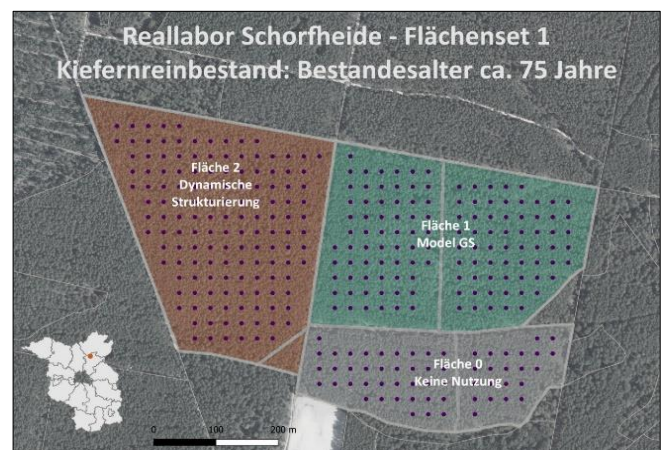 Reallabor Schorfheide - Flächenset 1
Kiefernreinbestand: Bestandesalter ca. 75 Jahre
Fläche 2
Dynamische
Strukturierung
Fläche 1
Model GS
Fläche 0
Keine Nutzung
0 100 200 m